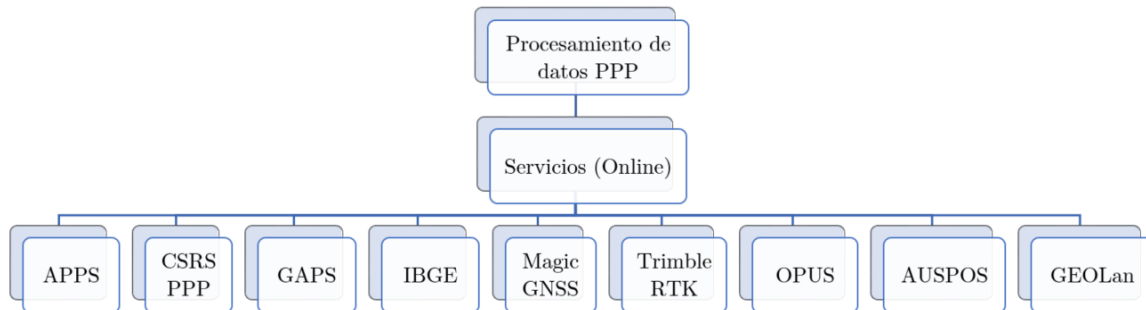 Procesamiento de
datos PPP
Servicios (Online)
APPS
CSRS
PPP
GAPS
IBGE
Magic
GNSS
Trimble
RTK
OPUS
AUSPOS
GEOLan